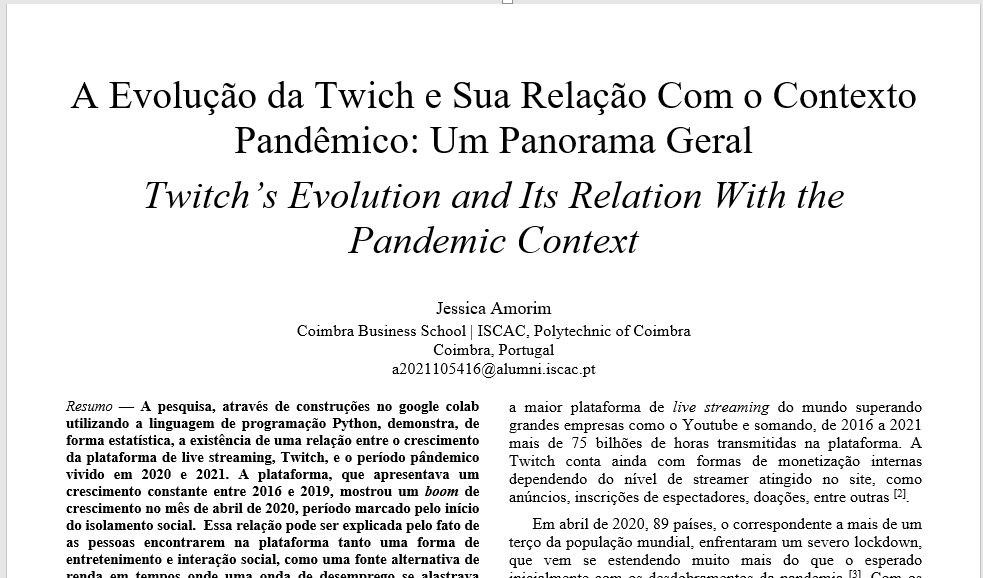 A Evolução da Twich e Sua Relação Com o Contexto
Pandêmico: Um Panorama Geral
Twitch’s Evolution and Its Relation With the
Pandemic Context
Jessica Amorim
Coimbra Business School | ISCAC, Polytechnic of Coimbra
Coimbra, Portugal
a2021105416@alumni.iscac.pt
Resumo — A pesquisa, através de construções no google colab
utilizando a linguagem de programação Python, demonstra, de
forma estatística, a existência de uma relação entre o crescimento
da plataforma de live streaming, Twitch, e o período pândemico
vivido em 2020 e 2021. A plataforma, que apresentava um
crescimento constante entre 2016 e 2019, mostrou um boom de
crescimento no mês de abril de 2020, período marcado pelo início
do isolamento social. Essa relação pode ser explicada pelo fato de
as pessoas encontrarem na plataforma tanto uma forma de
entretenimento e interação social, como uma fonte alternativa de
renda em tempos onde uma onda de desemprego se alastrava
a maior plataforma de live streaming do mundo superando
grandes empresas como o Youtube e somando, de 2016 a 2021
mais de 75 bilhões de horas transmitidas na plataforma. A
Twitch conta ainda com formas de monetização internas
dependendo do nível de streamer atingido no site, como
anúncios, inscrições de espectadores, doações, entre outras [2].
Em abril de 2020, 89 países, o correspondente a mais de um
terço da população mundial, enfrentaram um severo lockdown,
que vem se estendendo muito mais do que o esperado
inicialmente com os desdobramentos da pandemia [3]. Com os